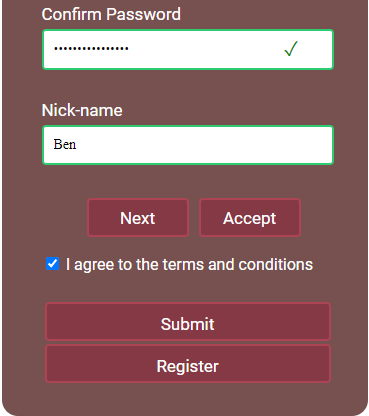 Confirm Password
••••••••••••••••
✓
Nick-name
Ben
Next Accept
I agree to the terms and conditions
Submit
Register